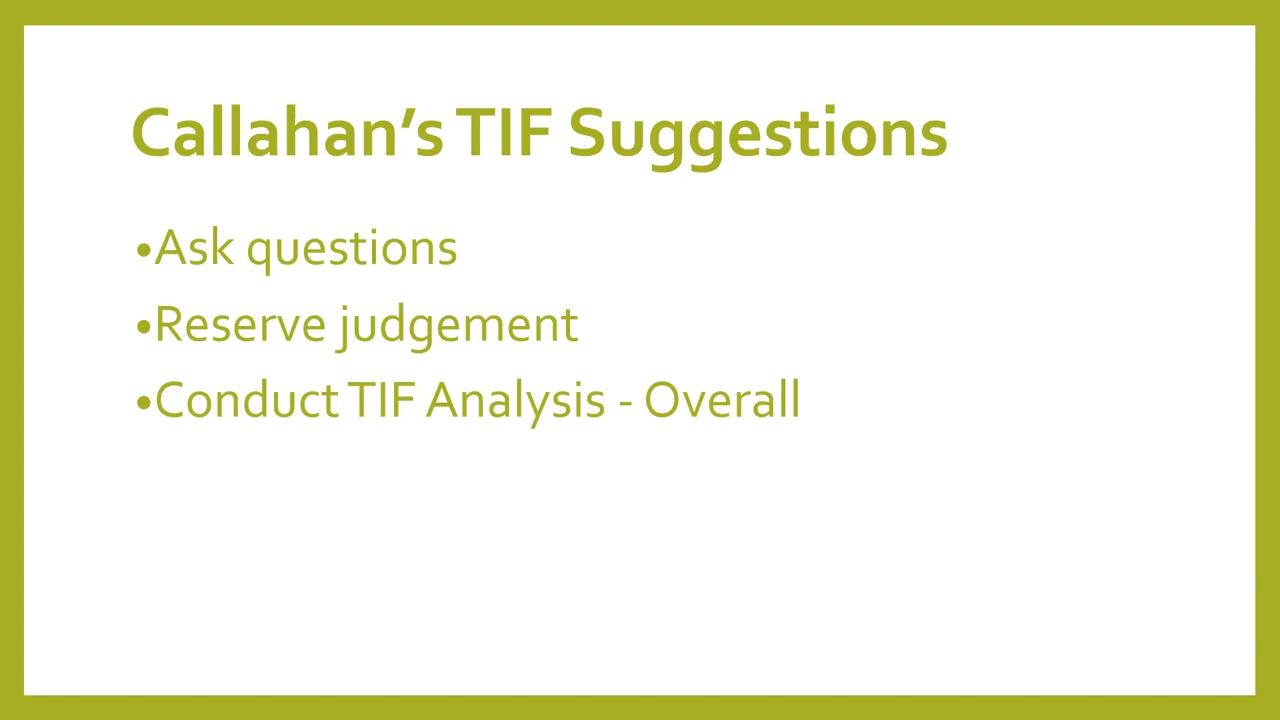 Callahan’s TIF Suggestions
•Ask questions
•Reserve judgement
•Conduct TIF Analysis - Overall